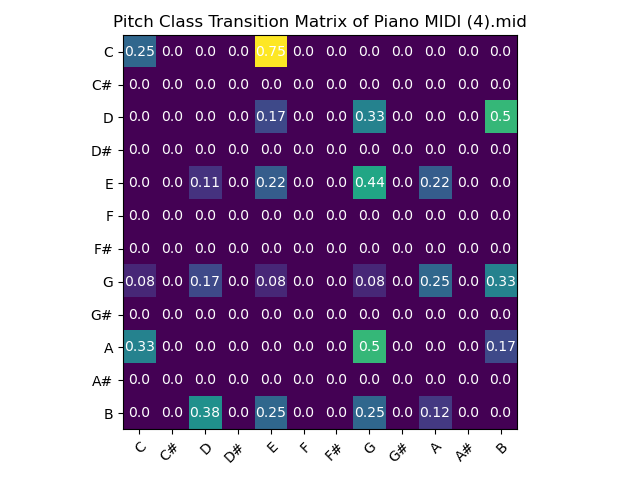 Pitch Class Transition Matrix of Piano MIDI (4).mid
C 0.25 0.0 0.0 0.0 0.75 0.0 0.0 0.0 0.0 0.0 0.0 0.0
C# 0.0 0.0 0.0 0.0 0.0 0.0 0.0 0.0 0.0 0.0 0.0 0.0
D 0.0 0.0 0.0 0.0 0.17 0.0 0.0 0.33 0.0 0.0 0.0 0.5
D# 0.0 0.0 0.0 0.0 0.0 0.0 0.0 0.0 0.0 0.0 0.0 0.0
E 0.0 0.0 0.11 0.0 0.22 0.0 0.0 0.44 0.0 0.22 0.0 0.0
F 0.0 0.0 0.0 0.0 0.0 0.0 0.0 0.0 0.0 0.0 0.0 0.0
F# 0.0 0.0 0.0 0.0 0.0 0.0 0.0 0.0 0.0 0.0 0.0 0.0
G 0.08 0.0 0.17 0.0 0.08 0.0 0.0 0.08 0.0 0.25 0.0 0.33
G# 0.0 0.0 0.0 0.0 0.0 0.0 0.0 0.0 0.0 0.0 0.0 0.0
A 0.33 0.0 0.0 0.0 0.0 0.0 0.0 0.5 0.0 0.0 0.0 0.17
A# 0.0 0.0 0.0 0.0 0.0 0.0 0.0 0.0 0.0 0.0 0.0 0.0
B 0.0 0.0 0.38 0.0 0.25 0.0 0.0 0.25 0.0 0.12 0.0 0.0
C C# D D# E F F# G G# A A# B